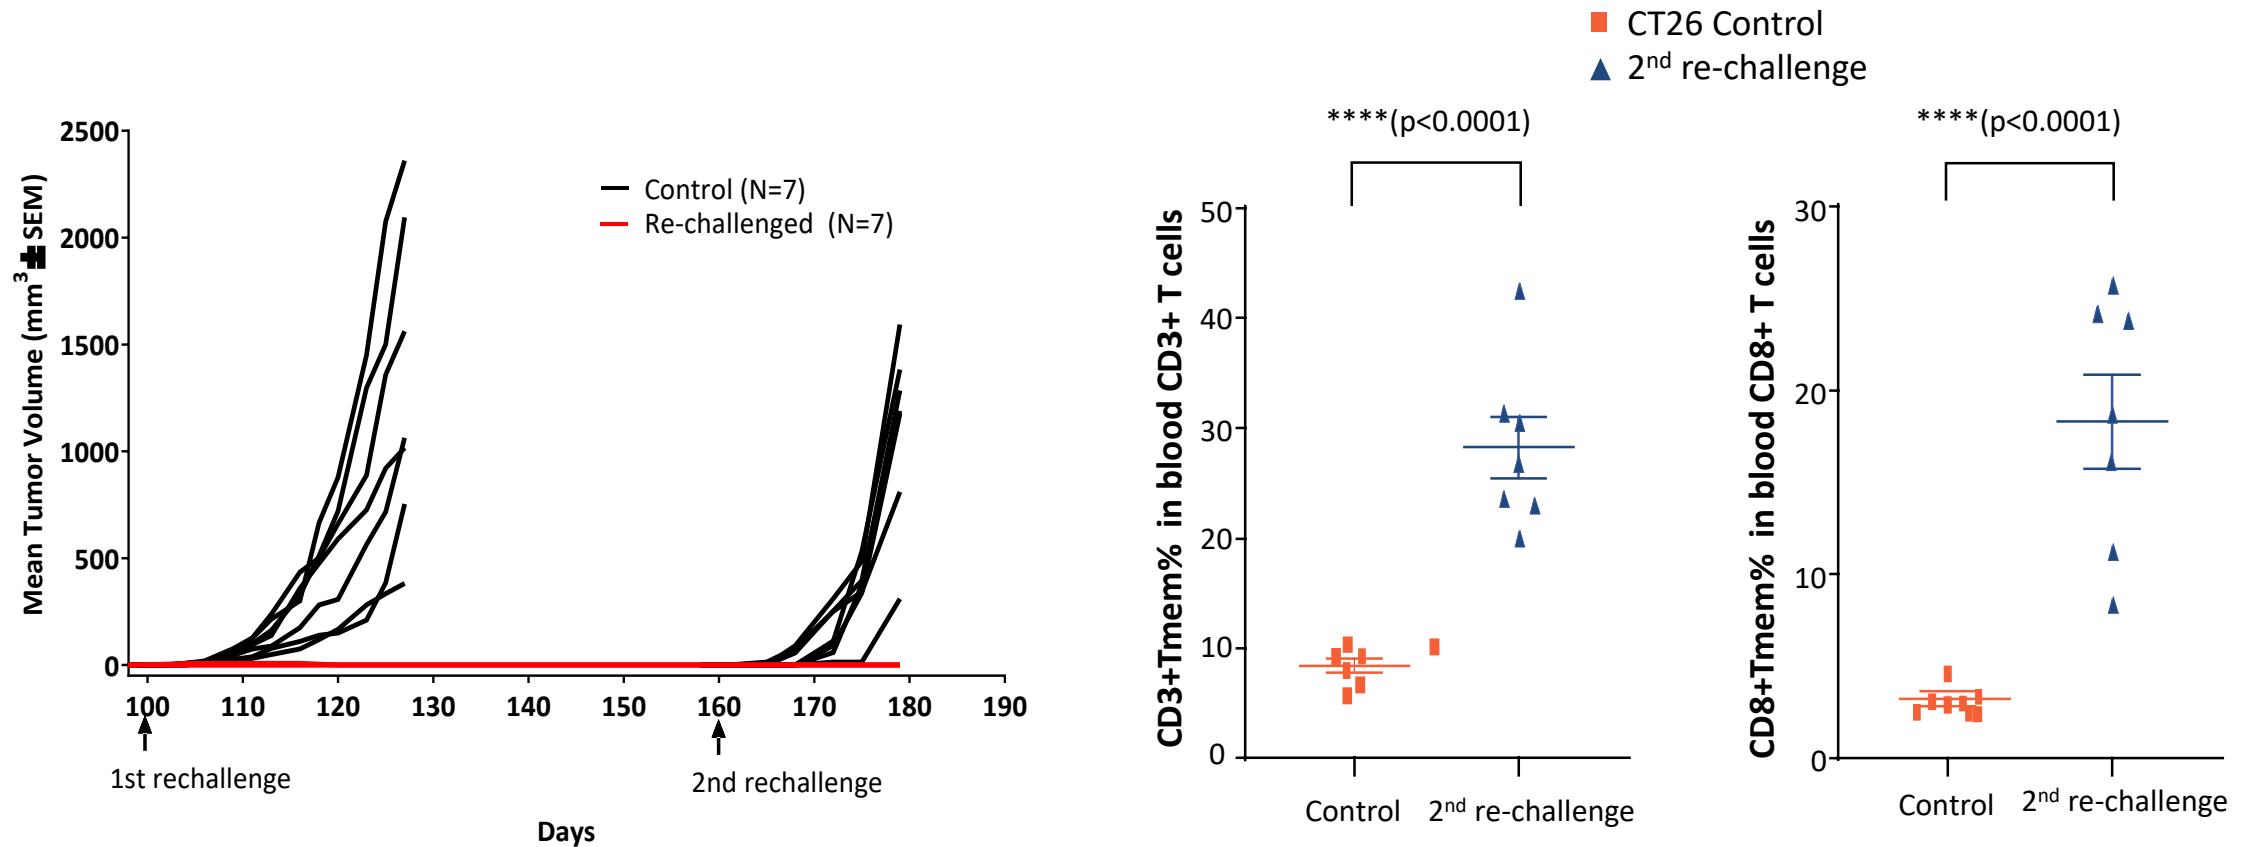 CT26 Control
2nd re-challenge
****(p<0.0001)
****(p<0.0001)
Mean Tumor Volume (mm3 ± SEM)
2500
2000
1500
1000
500
0
Control (N=7)
Re-challenged (N=7)
100 110 120 130 140 150 160 170 180 190
1st rechallenge
2nd rechallenge
Days
CD3+Tmem% in blood CD3+ T cells
50
40
30
20
10
0
Control
2nd re-challenge
CD8+Tmem% in blood CD8+ T cells
30
20
10
0
Control
2nd re-challenge